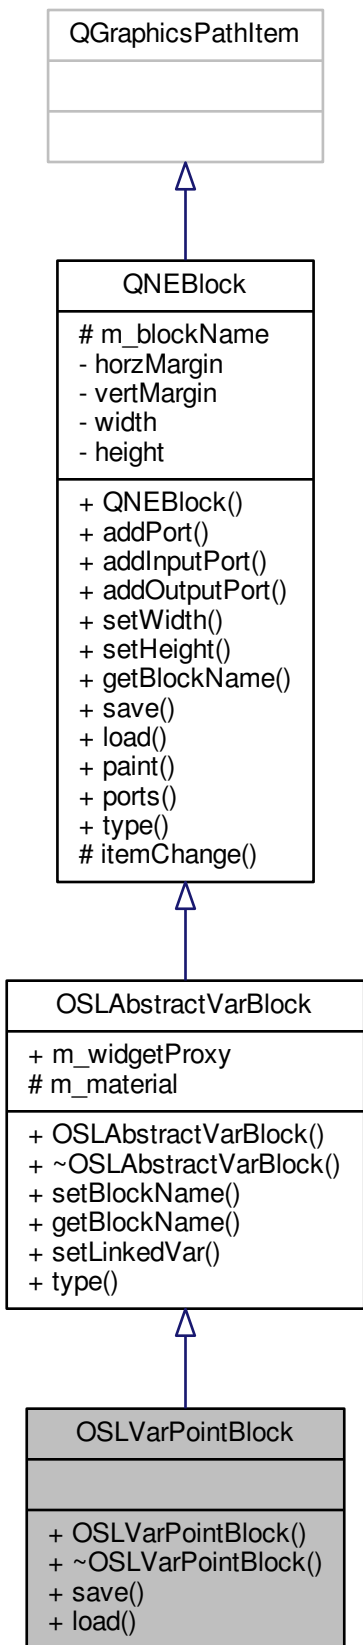 QGraphicsPathItem
QNEBlock
# m_blockName
- horzMargin
- vertMargin
- width
- height
+ QNEBlock()
+ addPort()
+ addInputPort()
+ addOutputPort()
+ setWidth()
+ setHeight()
+ getBlockName()
+ save()
+ load()
+ paint()
+ ports()
+ type()
# itemChange()
OSLAbstractVarBlock
+ m_widgetProxy
# m_material
+ OSLAbstractVarBlock()
+ ~OSLAbstractVarBlock()
+ setBlockName()
+ getBlockName()
+ setLinkedVar()
+ type()
OSLVarPointBlock
+ OSLVarPointBlock()
+ ~OSLVarPointBlock()
+ save()
+ load()